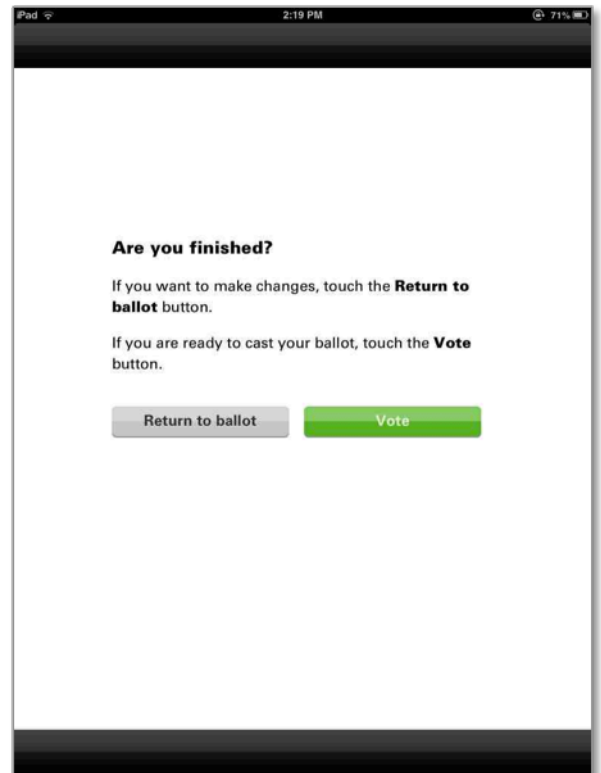 iPad 2:19 PM 71%
Are you finished?
If you want to make changes, touch the Return to
ballot button.
If you are ready to cast your ballot, touch the Vote
button.
Return to ballot Vote